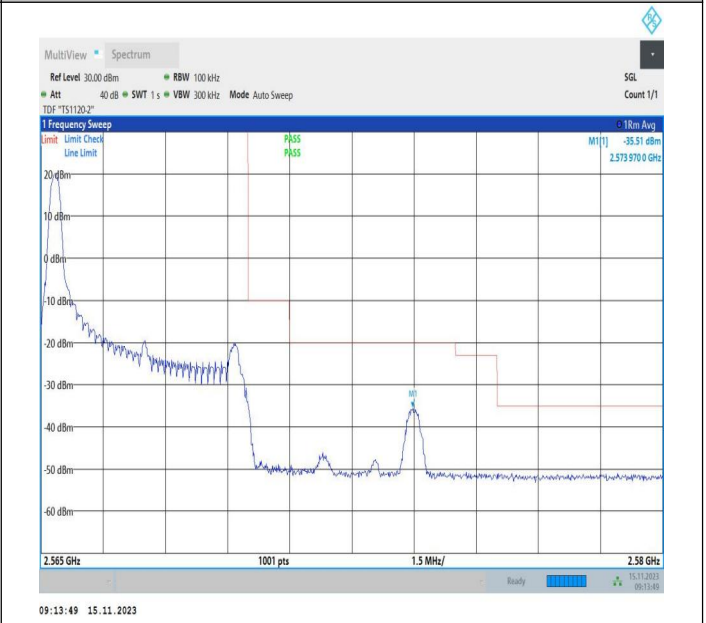 R&S
MultiView Spectrum
Ref Level 30.00 dBm RBW 100 kHz SGL
Att 40 dB SWT 1 s VBW 300 kHz Mode Auto Sweep Count 1/1
TDF "TS1120-2"
1 Frequency Sweep 1Rm Avg
Limit Limit Check PASS M1[1] -35.51 dBm
Line Limit PASS 2.573 970 0 GHz
20 dBm
10 dBm
0 dBm
-10 dBm
-20 dBm
-30 dBm
M1
-40 dBm
-50 dBm
-60 dBm
2.565 GHz 1001 pts 1.5 MHz/ 2.58 GHz
Ready 15.11.2023
09:13:49
09:13:49 15.11.2023